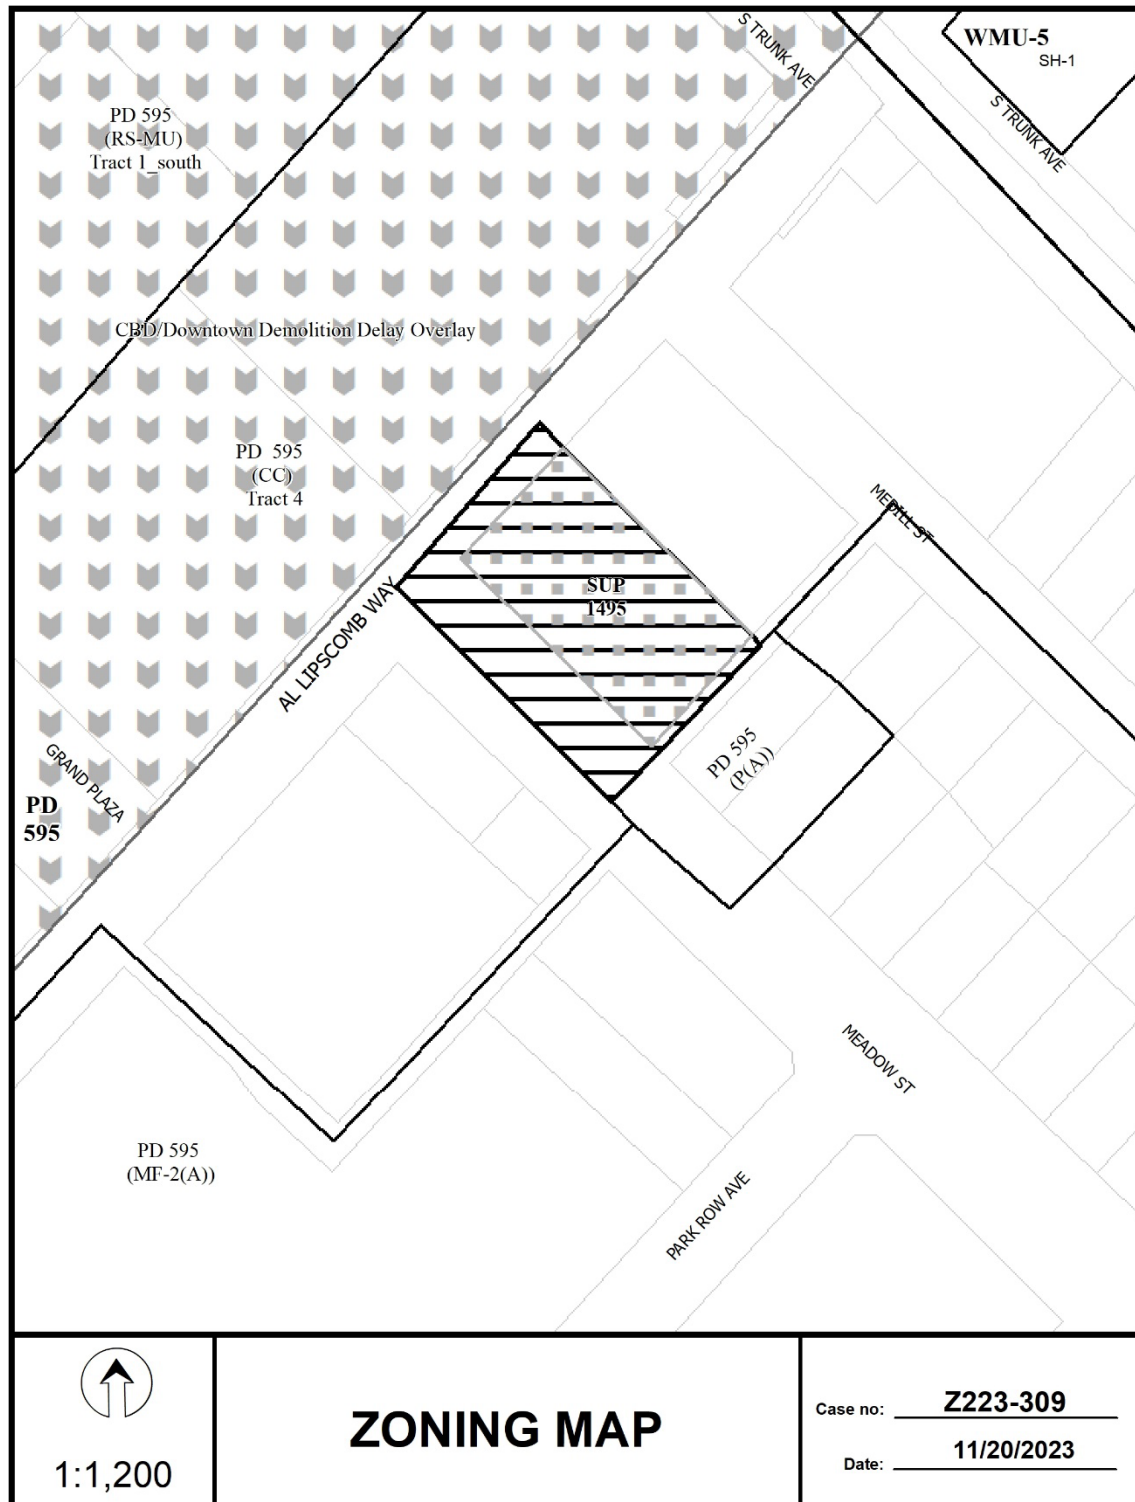 S TRUNK AVE
WMU-5
SH-1
S TRUNK AVE
PD 595
(RS-MU)
Tract 1_south
CBD/Downtown Demolition Delay Overlay
PD 595
(CC)
Tract 4
MEDILL ST
SUP
1495
AL LIPSCOMB WAY
PD 595
(P(A))
GRAND PLAZA
PD
595
MEADOW ST
PD 595
(MF-2(A))
PARK ROW AVE
1:1,200
ZONING MAP
Case no: Z223-309
Date: 11/20/2023